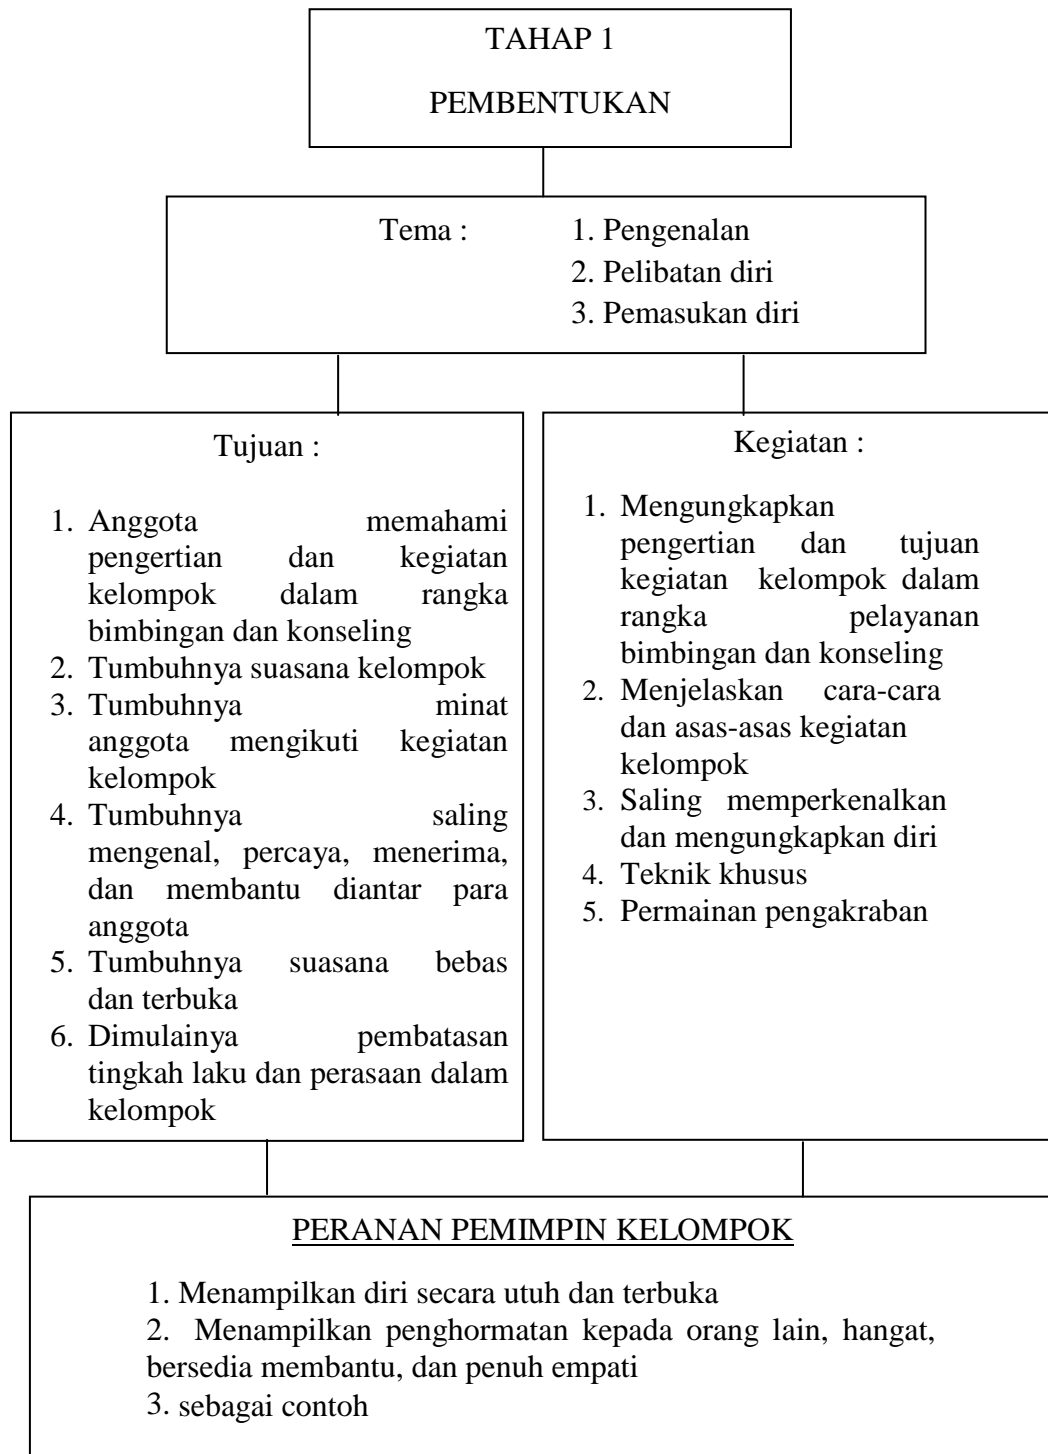 TAHAP 1
PEMBENTUKAN
Tema : 1. Pengenalan
2. Pelibatan diri
3. Pemasukan diri
Tujuan :
1. Anggota memahami
pengertian dan kegiatan
kelompok dalam rangka
bimbingan dan konseling
2. Tumbuhnya suasana kelompok
3. Tumbuhnya minat
anggota mengikuti kegiatan
kelompok
4. Tumbuhnya saling
mengenal, percaya, menerima,
dan membantu diantar para
anggota
5. Tumbuhnya suasana bebas
dan terbuka
6. Dimulainya pembatasan
tingkah laku dan perasaan dalam
kelompok
Kegiatan :
1. Mengungkapkan
pengertian dan tujuan
kegiatan kelompok dalam
rangka pelayanan
bimbingan dan konseling
2. Menjelaskan cara-cara
dan asas-asas kegiatan
kelompok
3. Saling memperkenalkan
dan mengungkapkan diri
4. Teknik khusus
5. Permainan pengakraban
PERANAN PEMIMPIN KELOMPOK
1. Menampilkan diri secara utuh dan terbuka
2. Menampilkan penghormatan kepada orang lain, hangat,
bersedia membantu, dan penuh empati
3. sebagai contoh